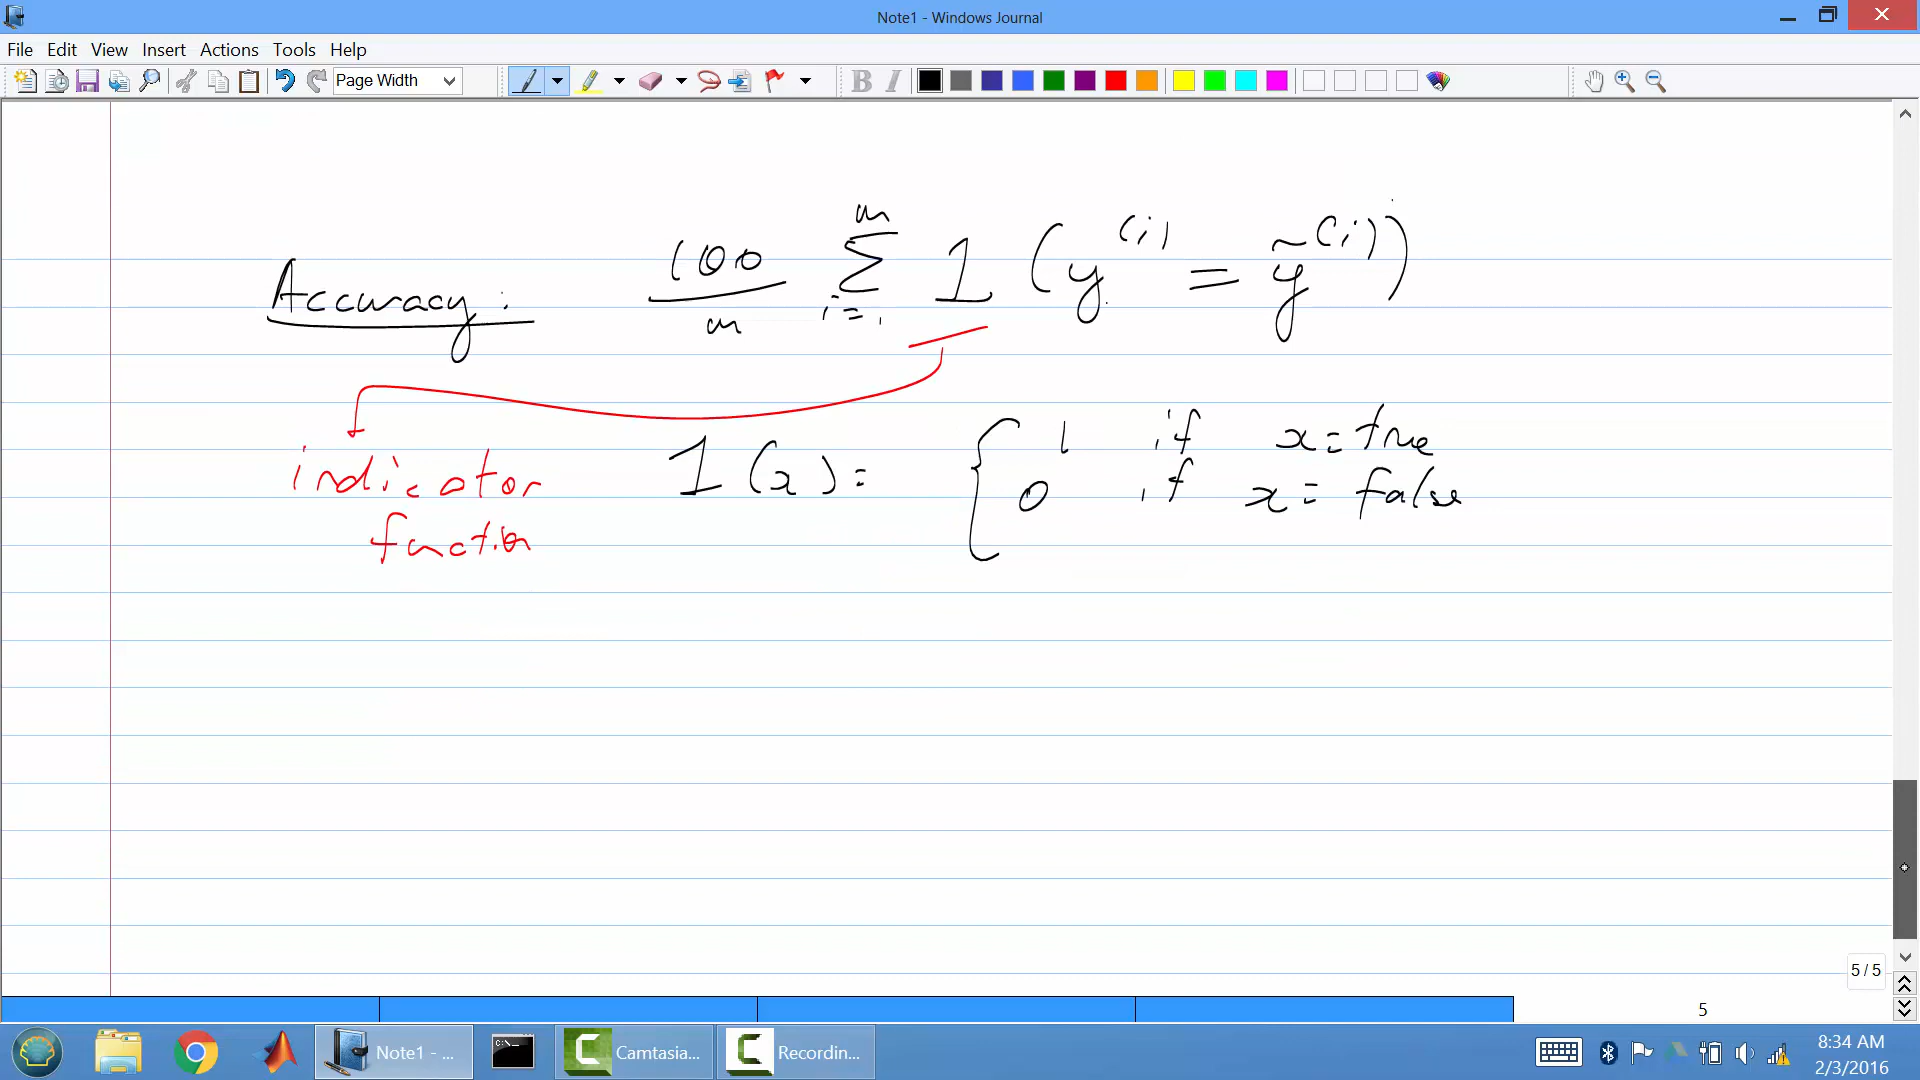 Note1 - Windows Journal
File Edit View Insert Actions Tools Help
Page Width
Accuracy: 100/m m Σ i=1 1 (y^(i) = ỹ^(i))
indicator
function
1 (x) = { 1 if x = true
0 if x = false
5 / 5
5
Note1 - ...
C:\
Camtasia...
Recordin...
8:34 AM
2/3/2016